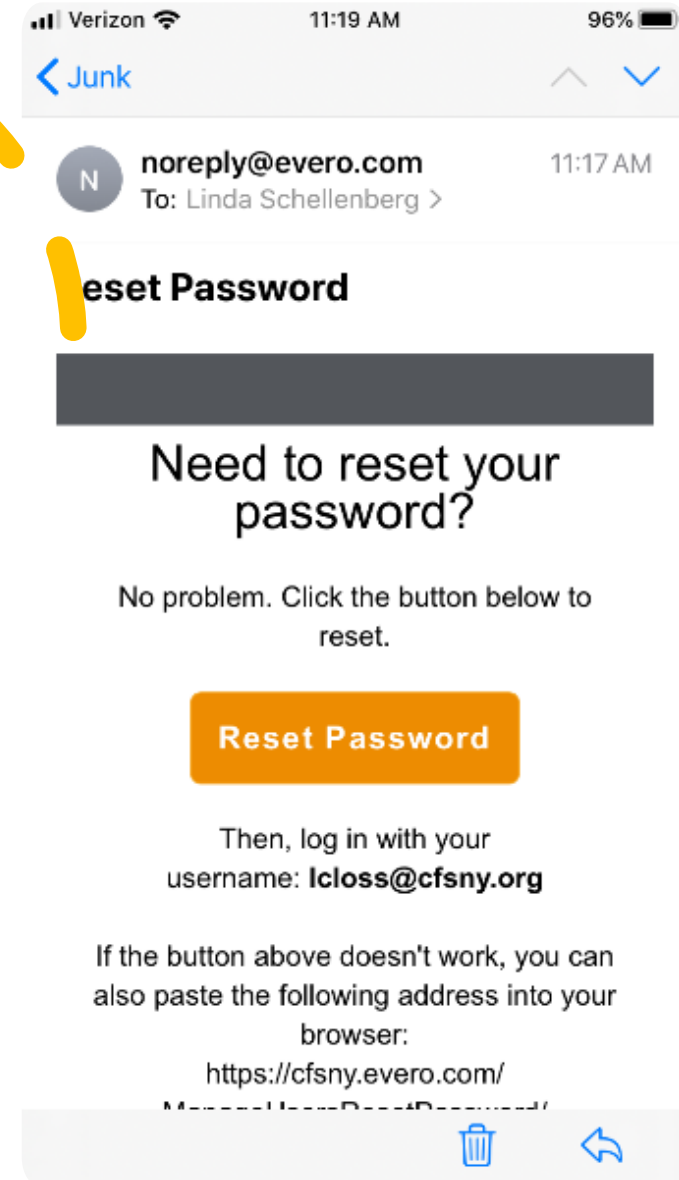 Verizon 11:19 AM 96%
Junk
N
noreply@evero.com 11:17 AM
To: Linda Schellenberg >
eset Password
Need to reset your
password?
No problem. Click the button below to
reset.
Reset Password
Then, log in with your
username: lcloss@cfsny.org
If the button above doesn't work, you can
also paste the following address into your
browser:
https://cfsny.evero.com/